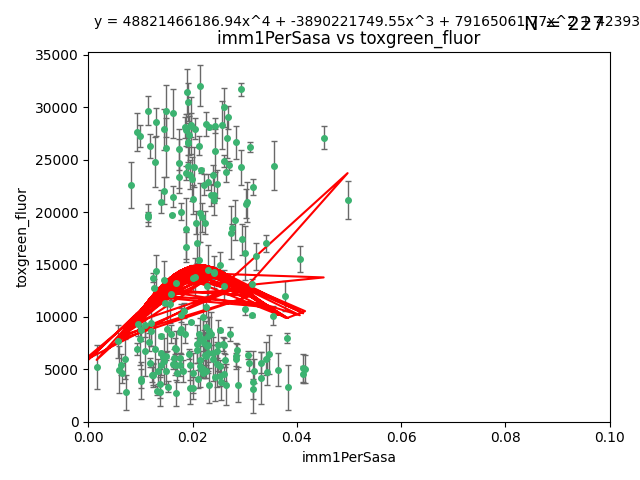 y = 48821466186.94x^4 + -3890221749.55x^3 + 79165061
N = 227
imm1PerSasa vs toxgreen_fluor
35000
30000
25000
20000
15000
10000
5000
0
toxgreen_fluor
0.00 0.02 0.04 0.06 0.08 0.10
imm1PerSasa